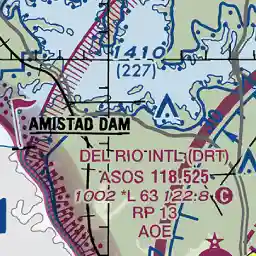 1410
(227)
AMISTAD DAM
DEL RIO INTL (DRT)
ASOS 118.525
1002 *L 63 122.8 C
RP 13
AOE